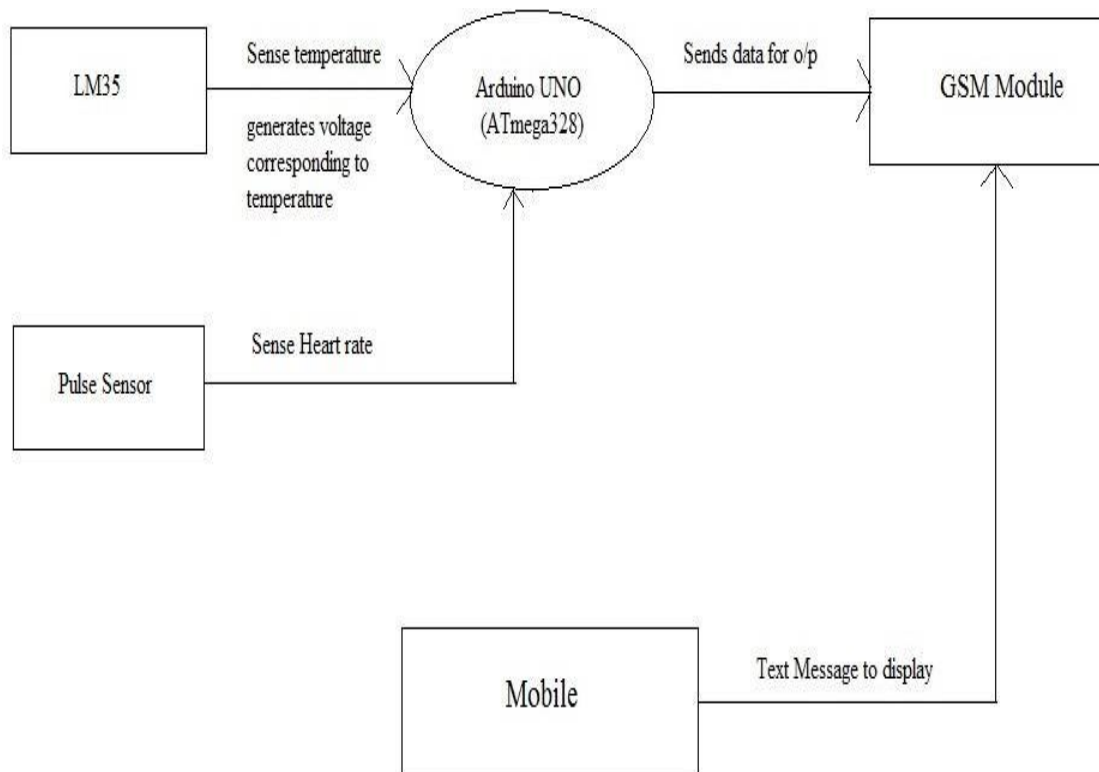 LM35
Sense temperature
generates voltage
corresponding to
temperature
Arduino UNO
(ATmega328)
Sends data for o/p
GSM Module
Pulse Sensor
Sense Heart rate
Mobile
Text Message to display